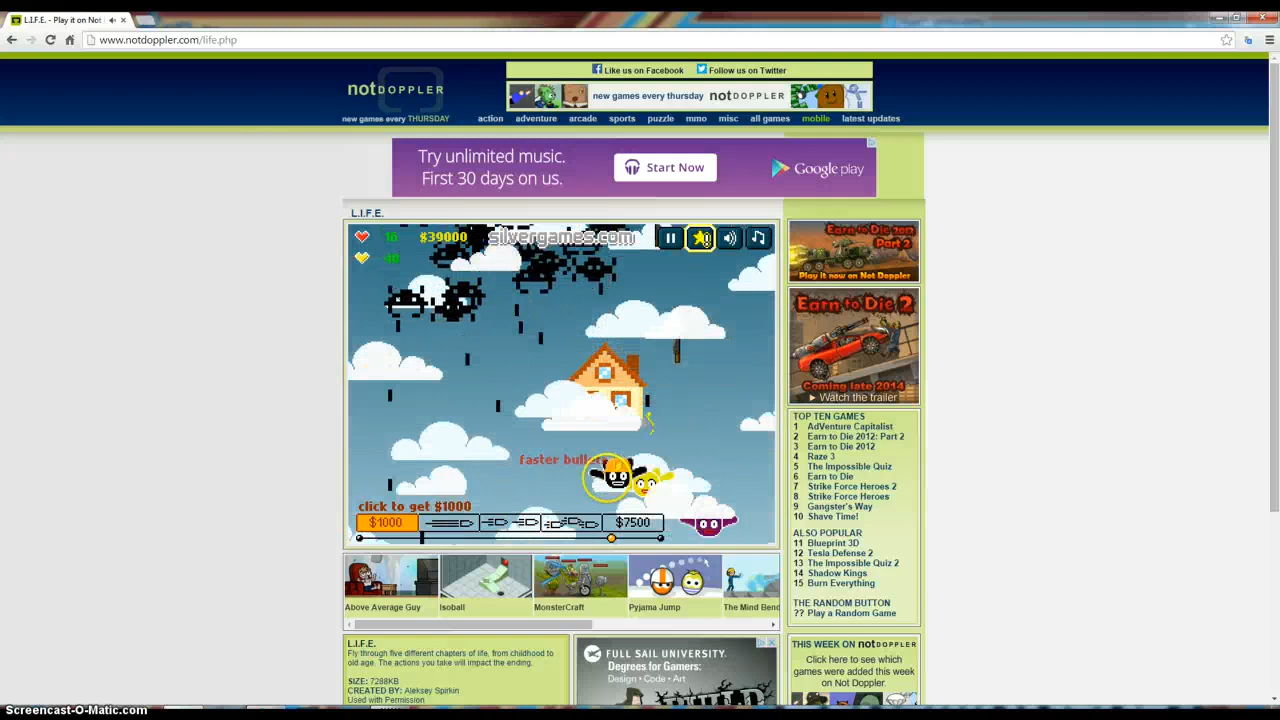 L.I.F.E. - Play it on Not
www.notdoppler.com/life.php
Like us on Facebook
Follow us on Twitter
notDOPPLER
new games every THURSDAY
new games every thursday notDOPPLER
action adventure arcade sports puzzle mmo misc all games mobile latest updates
Try unlimited music.
First 30 days on us.
Start Now
Google play
L.I.F.E.
$39000
silvergames.com
faster
click to get $1000
$1000
$7500
Earn to Die 2012
Part 2
Play it now on Not Doppler
Earn to Die 2
Coming late 2014
Watch the trailer
TOP TEN GAMES
1 AdVenture Capitalist
2 Earn to Die 2012: Part 2
3 Earn to Die 2012
4 Raze 3
5 The Impossible Quiz
6 Earn to Die
7 Strike Force Heroes 2
8 Strike Force Heroes
9 Gangster's Way
10 Shave Time!
ALSO POPULAR
11 Blueprint 3D
12 Tesla Defense 2
13 The Impossible Quiz 2
14 Shadow Kings
15 Burn Everything
THE RANDOM BUTTON
?? Play a Random Game
Above Average Guy
Isoball
MonsterCraft
Pyjama Jump
The Mind Bend
L.I.F.E.
Fly through five different chapters of life, from childhood to
old age. The actions you take will impact the ending.
SIZE: 7288KB
CREATED BY: Aleksey Spirkin
Used with Permission
FULL SAIL UNIVERSITY.
Degrees for Gamers:
Design • Code • Art
THIS WEEK ON notDOPPLER
Click here to see which
games were added this week
on Not Doppler.
Screencast-O-Matic.com